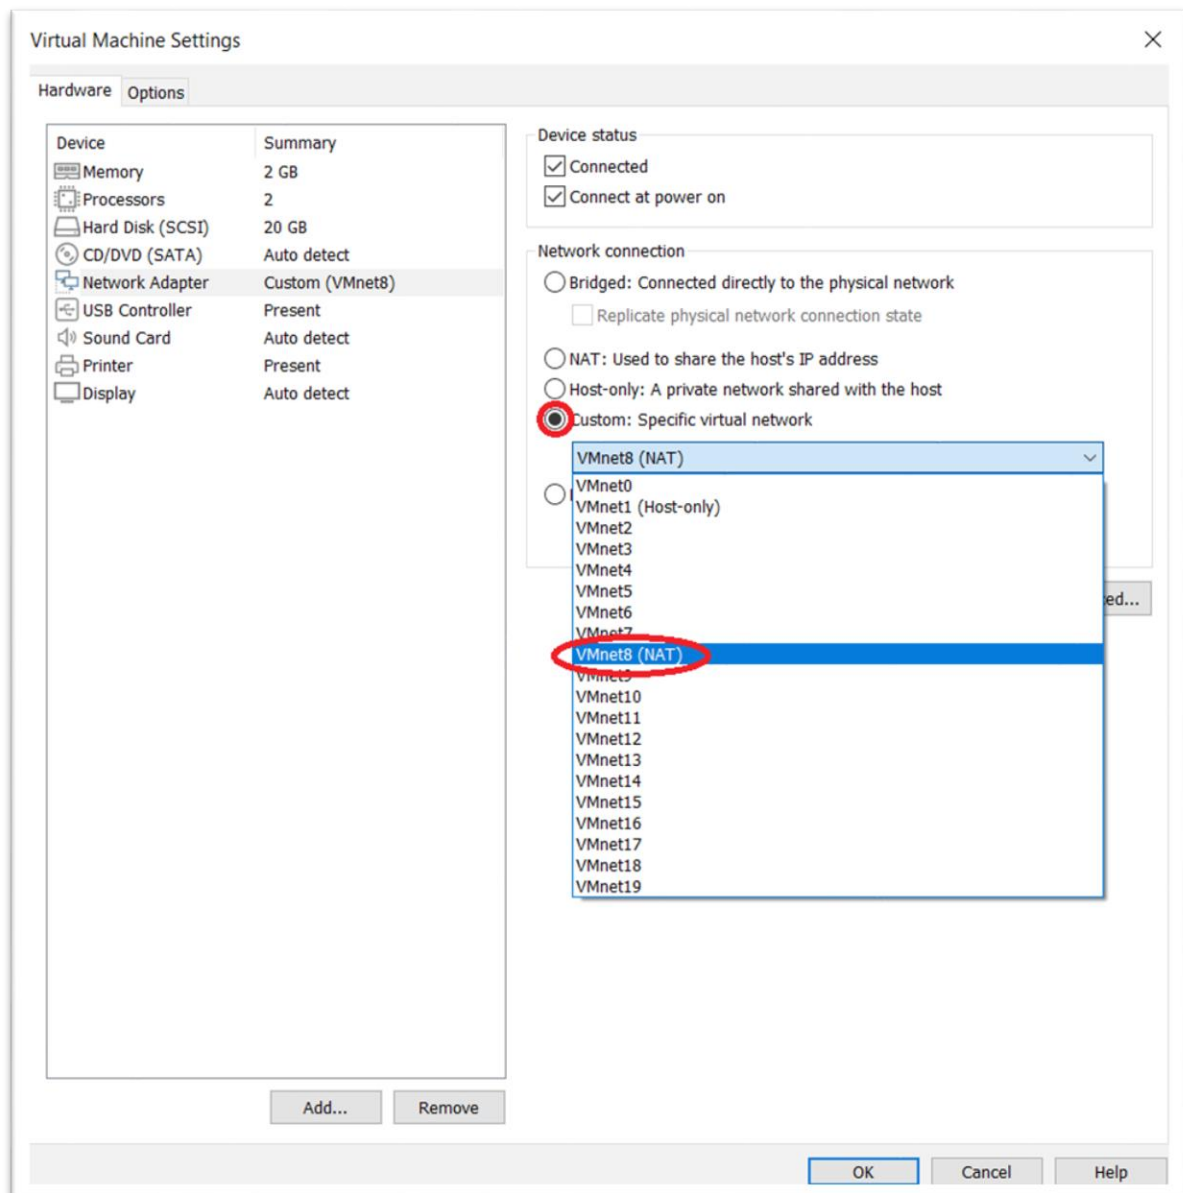 Virtual Machine Settings
Hardware
Options
Device Summary
Memory 2 GB
Processors 2
Hard Disk (SCSI) 20 GB
CD/DVD (SATA) Auto detect
Network Adapter Custom (VMnet8)
USB Controller Present
Sound Card Auto detect
Printer Present
Display Auto detect
Add...
Remove
Device status
Connected
Connect at power on
Network connection
Bridged: Connected directly to the physical network
Replicate physical network connection state
NAT: Used to share the host's IP address
Host-only: A private network shared with the host
Custom: Specific virtual network
VMnet8 (NAT)
VMnet0
VMnet1 (Host-only)
VMnet2
VMnet3
VMnet4
VMnet5
VMnet6
VMnet7
VMnet8 (NAT)
VMnet9
VMnet10
VMnet11
VMnet12
VMnet13
VMnet14
VMnet15
VMnet16
VMnet17
VMnet18
VMnet19
OK
Cancel
Help